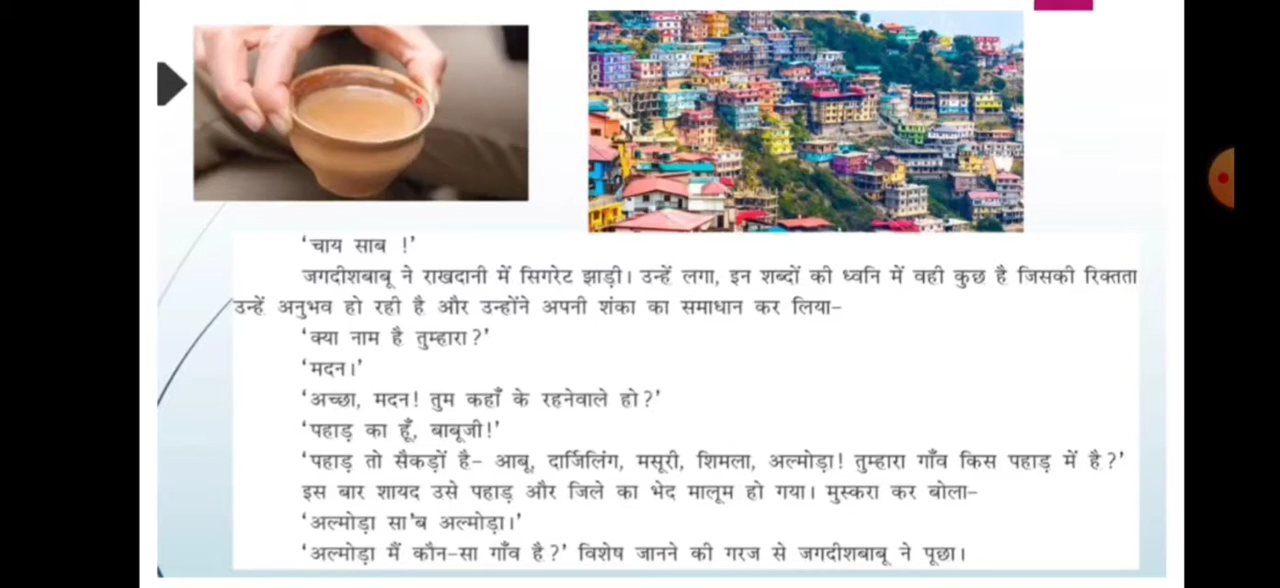 ‘चाय साब !’
जगदीशबाबू ने राखदानी में सिगरेट झाड़ी। उन्हें लगा, इन शब्दों की ध्वनि में वही कुछ है जिसकी रिक्तता
उन्हें अनुभव हो रही है और उन्होंने अपनी शंका का समाधान कर लिया–
‘क्या नाम है तुम्हारा?’
‘मदन।’
‘अच्छा, मदन! तुम कहाँ के रहनेवाले हो?’
‘पहाड़ का हूँ, बाबूजी!’
‘पहाड़ तो सैकड़ों है– आबू, दार्जिलिंग, मसूरी, शिमला, अल्मोड़ा! तुम्हारा गाँव किस पहाड़ में है?’
इस बार शायद उसे पहाड़ और जिले का भेद मालूम हो गया। मुस्करा कर बोला–
‘अल्मोड़ा सा'ब अल्मोड़ा।’
‘अल्मोड़ा मैं कौन-सा गाँव है?’ विशेष जानने की गरज से जगदीशबाबू ने पूछा।